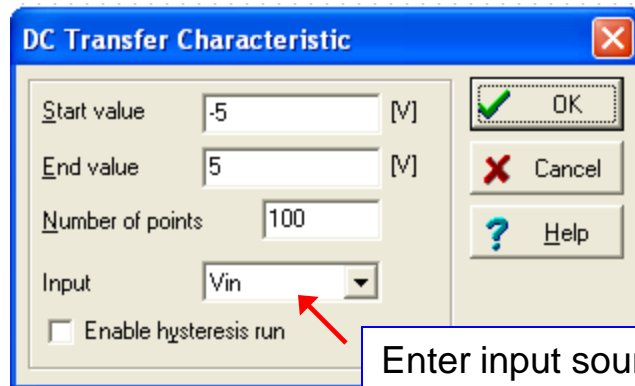 DC Transfer Characteristic
Start value -5 [V]
End value 5 [V]
Number of points 100
Input Vin
Enable hysteresis run
OK
Cancel
? Help
Enter input